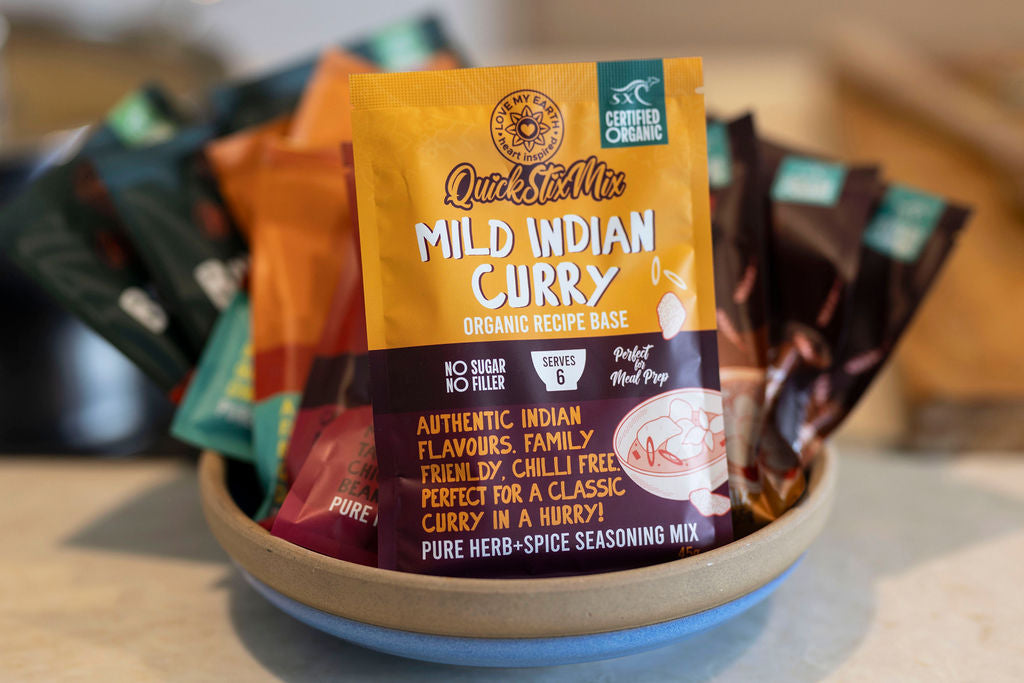 LOVE MY EARTH
heart inspired
SXC
CERTIFIED
ORGANIC
QuickStixMix
MILD INDIAN
CURRY
ORGANIC RECIPE BASE
NO SUGAR
NO FILLER
SERVES
6
Perfect
for
Meal Prep
AUTHENTIC INDIAN
FLAVOURS. FAMILY
FRIENLDY, CHILLI FREE.
PERFECT FOR A CLASSIC
CURRY IN A HURRY!
PURE HERB+SPICE SEASONING MIX
45g
PURE